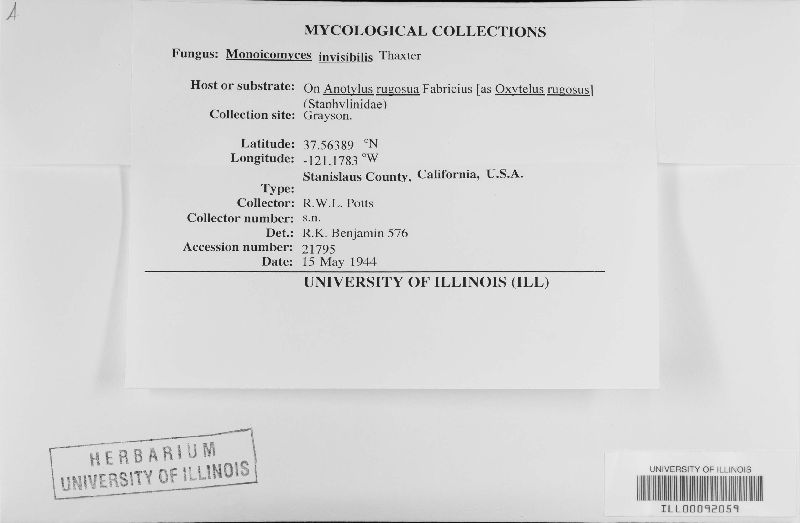 A
MYCOLOGICAL COLLECTIONS
Fungus: Monoicomyces invisibilis Thaxter
Host or substrate: On Anotylus rugosua Fabricius [as Oxytelus rugosus]
(Staphylinidae)
Collection site: Grayson.
Latitude: 37.56389 °N
Longitude: -121.1783 °W
Stanislaus County, California, U.S.A.
Type:
Collector: R.W.L. Potts
Collector number: s.n.
Det.: R.K. Benjamin 576
Accession number: 21795
Date: 15 May 1944
UNIVERSITY OF ILLINOIS (ILL)
HERBARIUM
UNIVERSITY OF ILLINOIS
UNIVERSITY OF ILLINOIS
ILL00092059